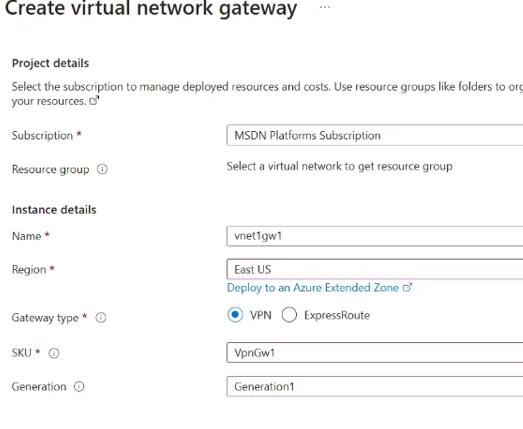 Create virtual network gateway ...
Project details
Select the subscription to manage deployed resources and costs. Use resource groups like folders to
your resources.
Subscription *
MSDN Platforms Subscription
Resource group
Select a virtual network to get resource group
Instance details
Name *
vnet1gw1
Region *
East US
Deploy to an Azure Extended Zone
Gateway type *
VPN ExpressRoute
SKU *
VpnGw1
Generation
Generation1